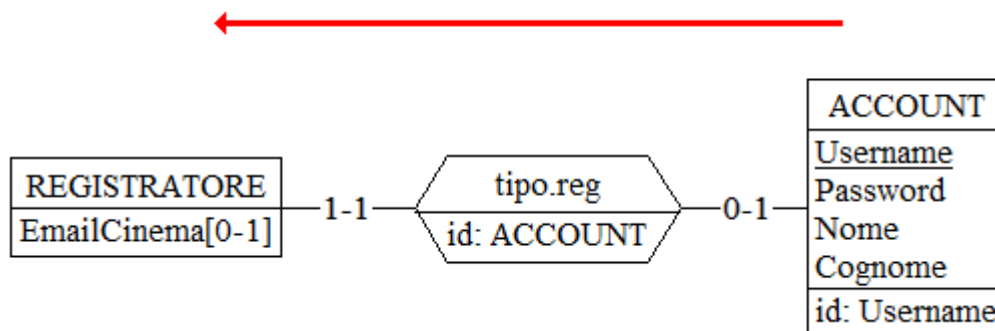 REGISTRATORE
EmailCinema[0-1]
1-1
tipo.reg
id: ACCOUNT
0-1
ACCOUNT
Username
Password
Nome
Cognome
id: Username